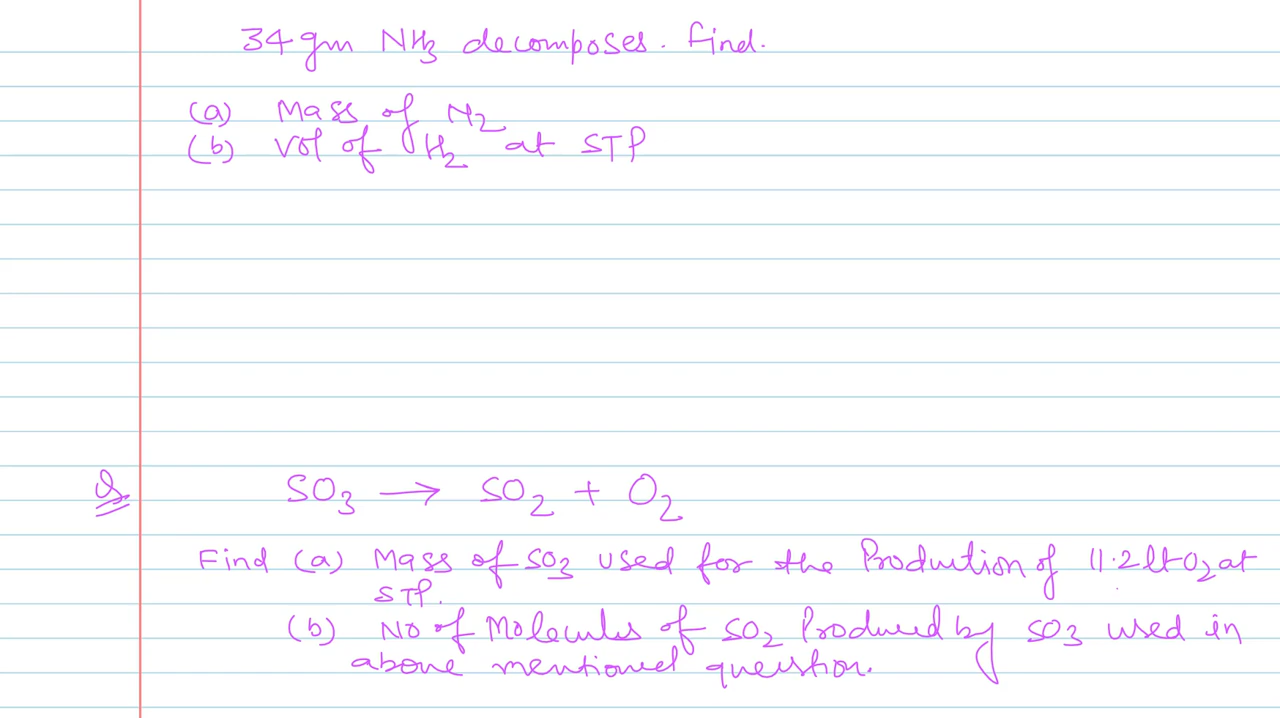 34 gm NH3 decomposes. Find.
(a) Mass of N2
(b) Vol of H2 at STP
Q SO3 → SO2 + O2
Find (a) Mass of SO3 used for the Production of 11.2 lt O2 at
STP.
(b) No of Molecules of SO2 Produced by SO3 used in
above mentioned question.